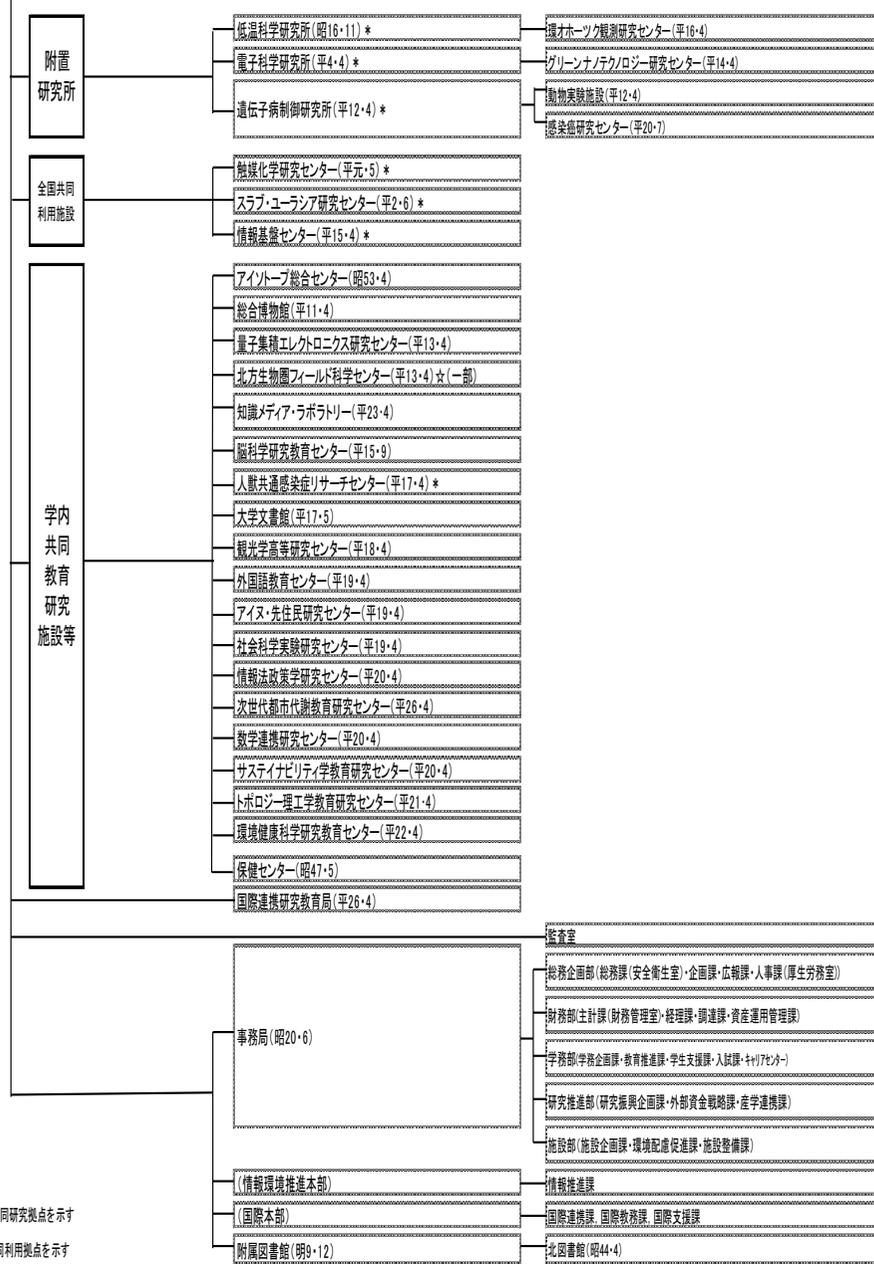 附置
研究所
低温科学研究所(昭16・11)*
環オホーツク観測研究センター(平16・4)
電子科学研究所(平4・4)*
グリーンナノテクノロジー研究センター(平14・4)
遺伝子病制御研究所(平12・4)*
動物実験施設(平12・4)
感染癌研究センター(平20・7)
全国共同
利用施設
触媒化学研究センター(平元・5)*
スラブ・ユーラシア研究センター(平2・6)*
情報基盤センター(平15・4)*
学内
共同
教育
研究
施設等
アイソトープ総合センター(昭53・4)
総合博物館(平11・4)
量子集積エレクトロニクス研究センター(平13・4)
北方生物圏フィールド科学センター(平13・4)☆(一部)
知識メディア・ラボラトリー(平23・4)
脳科学研究教育センター(平15・9)
人獣共通感染症リサーチセンター(平17・4)*
大学文書館(平17・5)
観光学高等研究センター(平18・4)
外国語教育センター(平19・4)
アイヌ・先住民研究センター(平19・4)
社会科学実験研究センター(平19・4)
情報法政策学研究センター(平20・4)
次世代都市代謝教育研究センター(平26・4)
数学連携研究センター(平20・4)
サステイナビリティ学教育研究センター(平20・4)
トポロジー理工学教育研究センター(平21・4)
環境健康科学研究教育センター(平22・4)
保健センター(昭47・5)
国際連携研究教育局(平26・4)
監査室
事務局(昭20・6)
総務企画部(総務課(安全衛生室)・企画課・広報課・人事課(厚生労務室))
財務部(主計課(財務管理室)・経理課・調達課・資産運用管理課)
学務部(学務企画課・教育推進課・学生支援課・入試課・キャリアセンター)
研究推進部(研究振興企画課・外部資金戦略課・産学連携課)
施設部(施設企画課・環境配慮促進課・施設整備課)
(情報環境推進本部)
情報推進課
(国際本部)
国際連携課,国際教務課,国際支援課
附属図書館(明9・12)
北図書館(昭44・4)
同研究拠点を示す
同利用拠点を示す